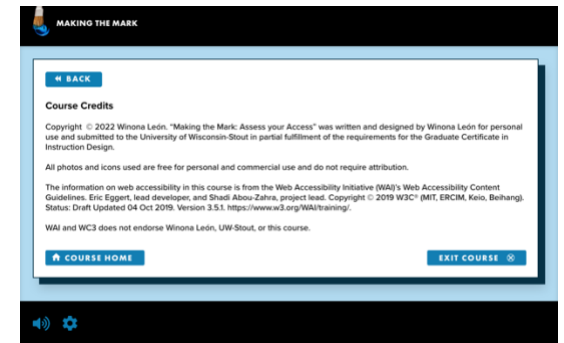 MAKING THE MARK
BACK
Course Credits
Copyright © 2022 Winona León. "Making the Mark: Assess your Access" was written and designed by Winona León for personal
use and submitted to the University of Wisconsin-Stout in partial fulfillment of the requirements for the Graduate Certificate in
Instruction Design.
All photos and icons used are free for personal and commercial use and do not require attribution.
The information on web accessibility in this course is from the Web Accessibility Initiative (WAI)'s Web Accessibility Content
Guidelines. Eric Eggert, lead developer, and Shadi Abou-Zahra, project lead. Copyright © 2019 W3C® (MIT, ERCIM, Keio, Beihang).
Status: Draft Updated 04 Oct 2019. Version 3.5.1. https://www.w3.org/WAI/training/.
WAI and WC3 does not endorse Winona León, UW-Stout, or this course.
COURSE HOME
EXIT COURSE